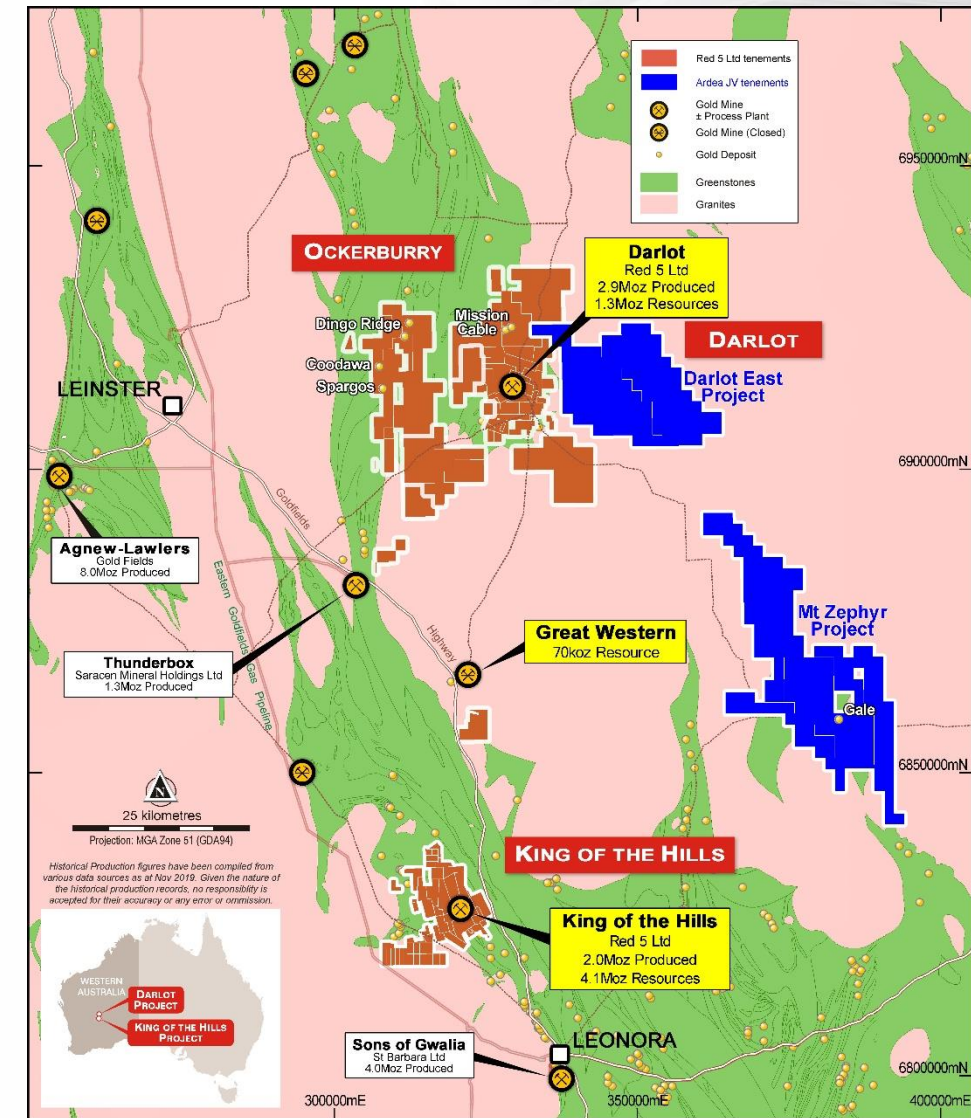 Red 5 Ltd tenements
Ardea JV tenements
Gold Mine
± Process Plant
Gold Mine (Closed)
Gold Deposit
Greenstones
Granites
6950000mN
OCKERBURRY
Darlot
Red 5 Ltd
2.9Moz Produced
1.3Moz Resources
Dingo Ridge
Mission
Cable
DARLOT
Coodawa
Spargos
Darlot East
Project
LEINSTER
6900000mN
Goldfields
Agnew-Lawlers
Gold Fields
8.0Moz Produced
Eastern Goldfields Gas Pipeline
Mt Zephyr
Project
Highway
Great Western
70koz Resource
Thunderbox
Saracen Mineral Holdings Ltd
1.3Moz Produced
Gale
6850000mN
N
25 kilometres
Projection: MGA Zone 51 (GDA94)
KING OF THE HILLS
Historical Production figures have been compiled from
various data sources as at Nov 2019. Given the nature of
the historical production records, no responsiblity is
accepted for their accuracy or any error or ommission.
King of the Hills
Red 5 Ltd
2.0Moz Produced
4.1Moz Resources
WESTERN
AUSTRALIA
DARLOT
PROJECT
KING OF THE HILLS
PROJECT
Sons of Gwalia
St Barbara Ltd
4.0Moz Produced
LEONORA
6800000mN
300000mE
350000mE
400000mE